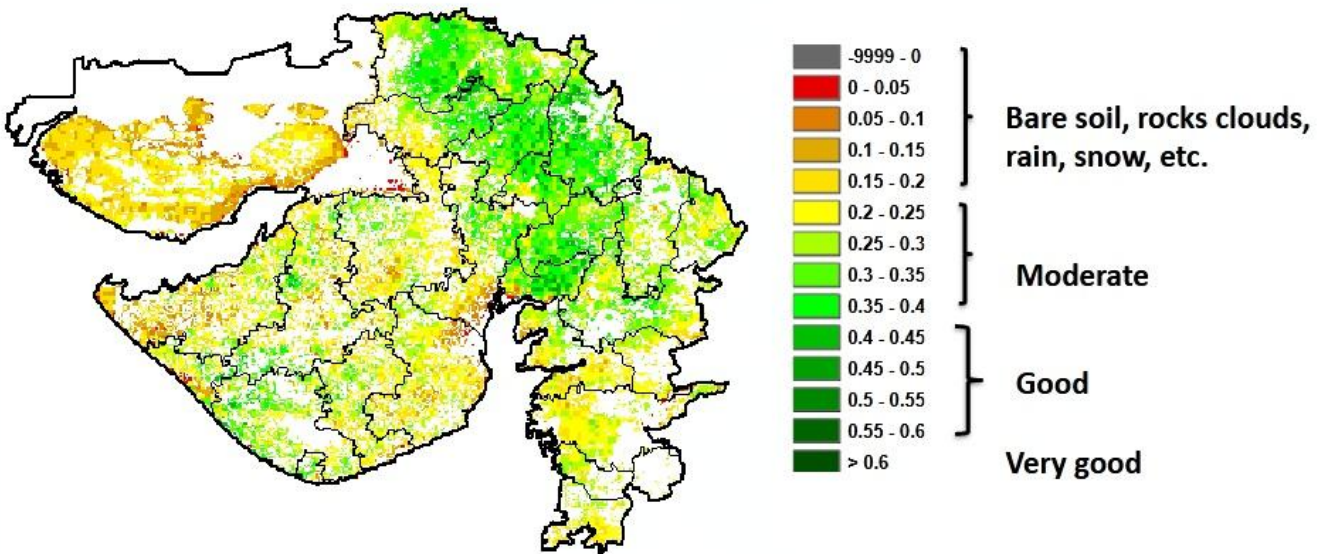 -9999 - 0
0 - 0.05
0.05 - 0.1
0.1 - 0.15
0.15 - 0.2
0.2 - 0.25
0.25 - 0.3
0.3 - 0.35
0.35 - 0.4
0.4 - 0.45
0.45 - 0.5
0.5 - 0.55
0.55 - 0.6
> 0.6
Bare soil, rocks clouds,
rain, snow, etc.
Moderate
Good
Very good